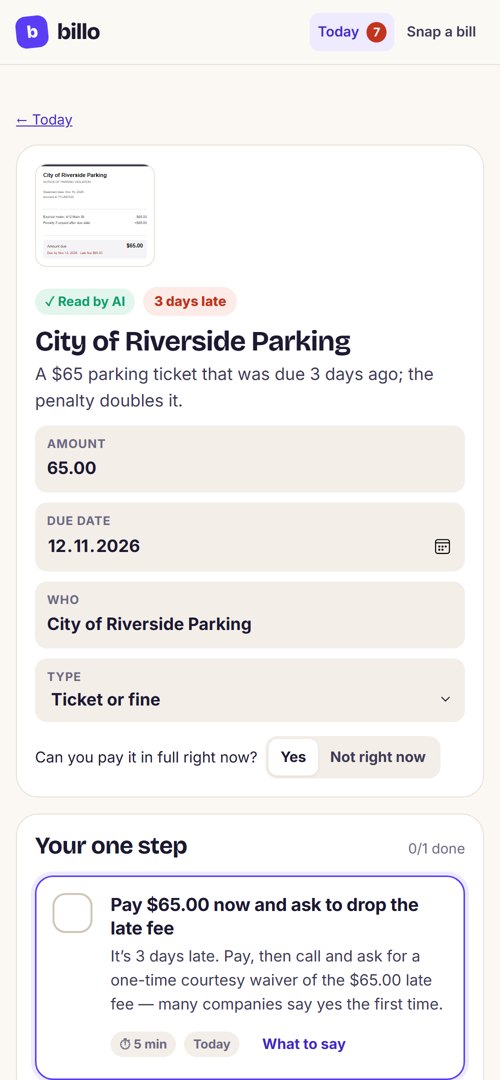 b billo
Today 7
Snap a bill
← Today
City of Riverside Parking
Amount due
$65.00
✓ Read by AI
3 days late
City of Riverside Parking
A $65 parking ticket that was due 3 days ago; the
penalty doubles it.
AMOUNT
65.00
DUE DATE
12.11.2026
WHO
City of Riverside Parking
TYPE
Ticket or fine
Can you pay it in full right now?
Yes
Not right now
Your one step
0/1 done
Pay $65.00 now and ask to drop the
late fee
It’s 3 days late. Pay, then call and ask for a
one-time courtesy waiver of the $65.00 late
fee — many companies say yes the first time.
5 min
Today
What to say